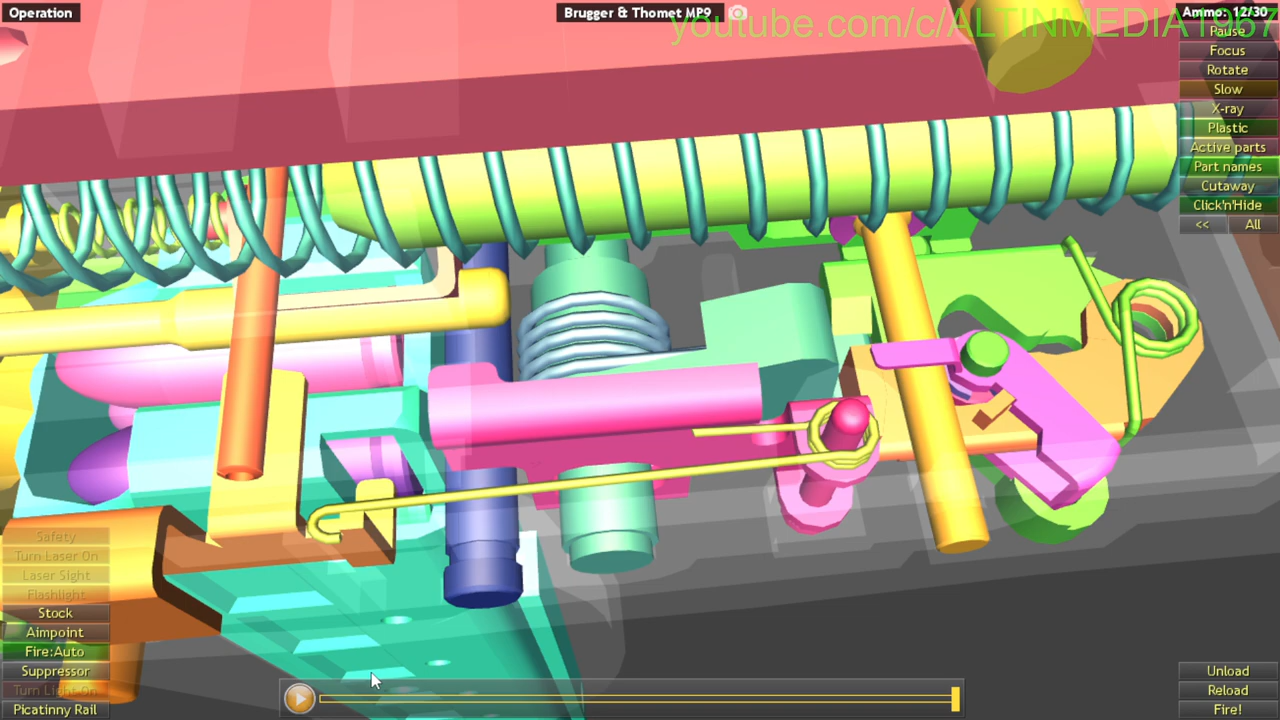 Operation
Brugger & Thomet MP9
Ammo: 12/30
youtube.com/c/ALTINMEDIA1967
Pause
Focus
Rotate
Slow
X-ray
Plastic
Active parts
Part names
Cutaway
Click'n'Hide
<< All
Safety
Turn Laser On
Laser Sight
Flashlight
Stock
Aimpoint
Fire:Auto
Suppressor
Turn Light On
Picatinny Rail
Unload
Reload
Fire!